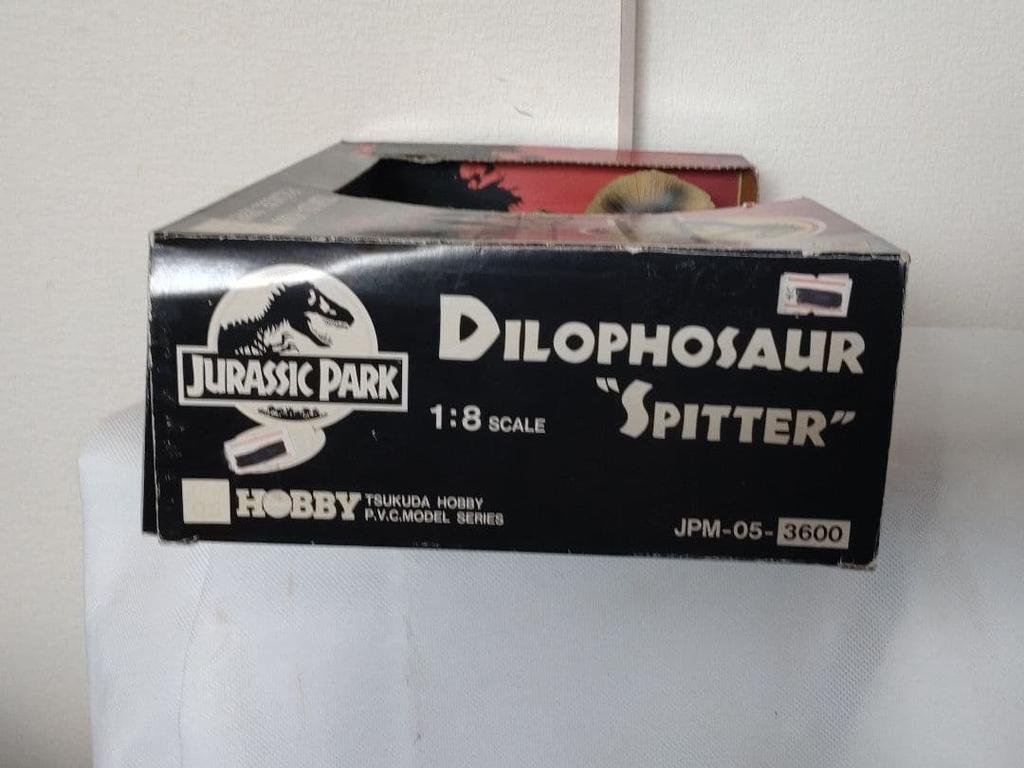 JURASSIC PARK
DILOPHOSAUR
"SPITTER"
1:8 SCALE
HOBBY
TSUKUDA HOBBY
P.V.C.MODEL SERIES
JPM-05-3600